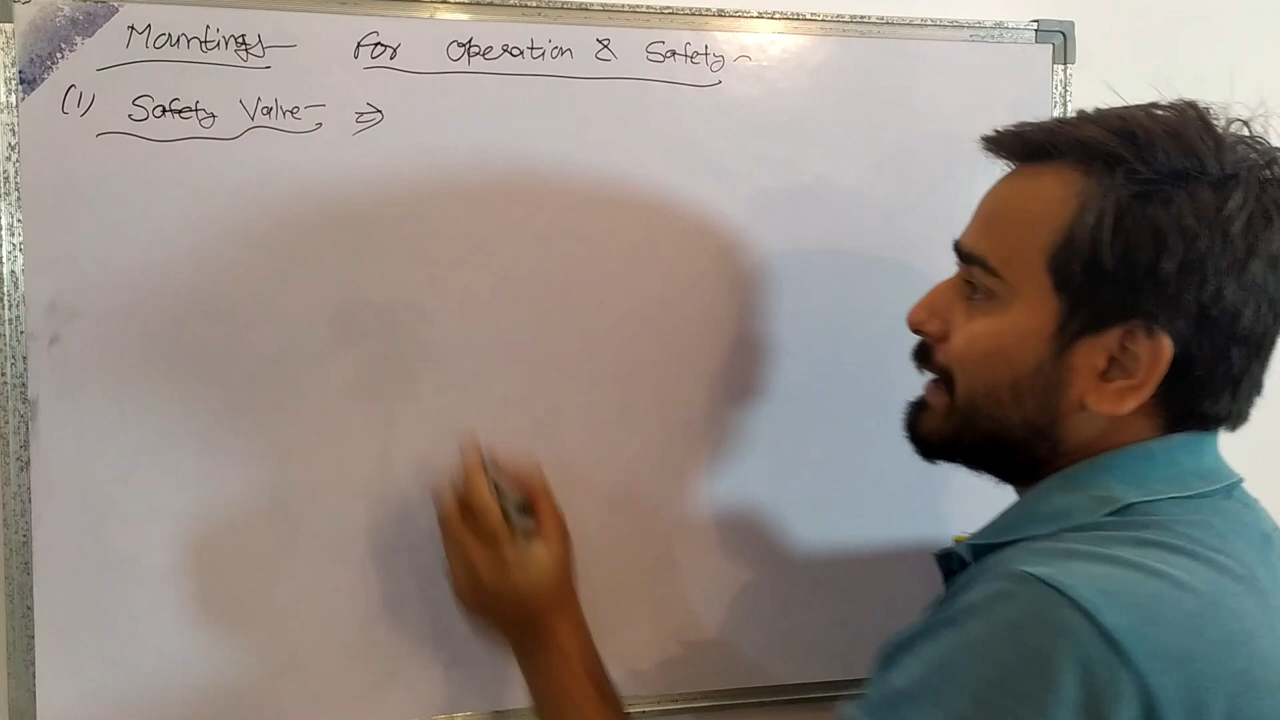 Mountings For Operation & Safety ~
(1) Safety Valve - ⇒